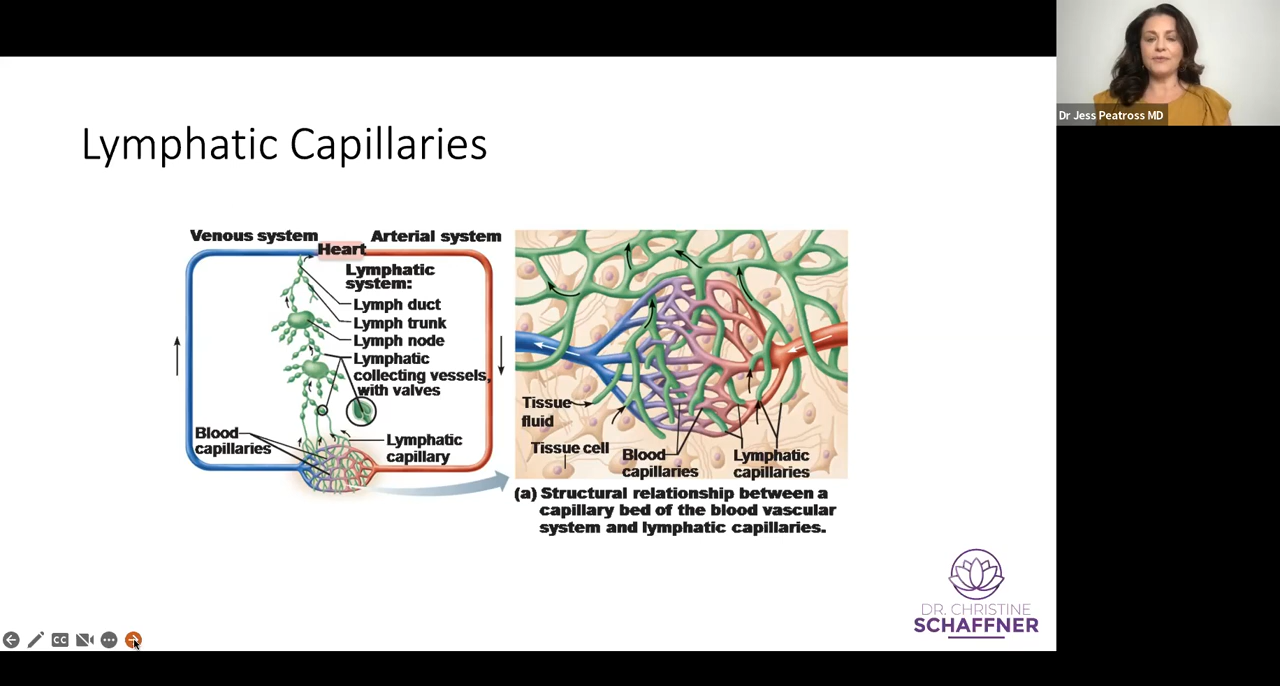 Dr Jess Peatross MD
Lymphatic Capillaries
Venous system
Arterial system
Heart
Lymphatic
system:
Lymph duct
Lymph trunk
Lymph node
Lymphatic
collecting vessels,
with valves
Blood
capillaries
Lymphatic
capillary
Tissue
fluid
Tissue cell
Blood
capillaries
Lymphatic
capillaries
(a) Structural relationship between a
capillary bed of the blood vascular
system and lymphatic capillaries.
DR. CHRISTINE
SCHAFFNER
CC